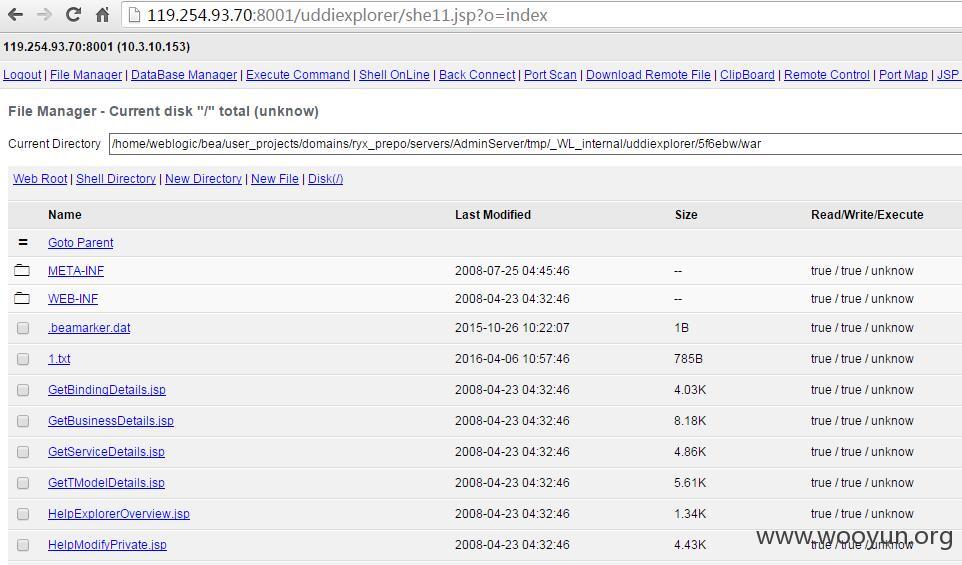 119.254.93.70:8001/uddiexplorer/she11.jsp?o=index
119.254.93.70:8001 (10.3.10.153)
Logout | File Manager | DataBase Manager | Execute Command | Shell OnLine | Back Connect | Port Scan | Download Remote File | ClipBoard | Remote Control | Port Map | JSP
File Manager - Current disk "/" total (unknow)
Current Directory /home/weblogic/bea/user_projects/domains/ryx_prepo/servers/AdminServer/tmp/_WL_internal/uddiexplorer/5f6ebw/war
Web Root | Shell Directory | New Directory | New File | Disk(/)
Name Last Modified Size Read/Write/Execute
= Goto Parent
META-INF 2008-07-25 04:45:46 -- true / true / unknow
WEB-INF 2008-04-23 04:32:46 -- true / true / unknow
.beamarker.dat 2015-10-26 10:22:07 1B true / true / unknow
1.txt 2016-04-06 10:57:46 785B true / true / unknow
GetBindingDetails.jsp 2008-04-23 04:32:46 4.03K true / true / unknow
GetBusinessDetails.jsp 2008-04-23 04:32:46 8.18K true / true / unknow
GetServiceDetails.jsp 2008-04-23 04:32:46 4.86K true / true / unknow
GetTModelDetails.jsp 2008-04-23 04:32:46 5.61K true / true / unknow
HelpExplorerOverview.jsp 2008-04-23 04:32:46 1.34K true / true / unknow
HelpModifyPrivate.jsp 2008-04-23 04:32:46 4.43K true / true / unknow
www.wooyun.org